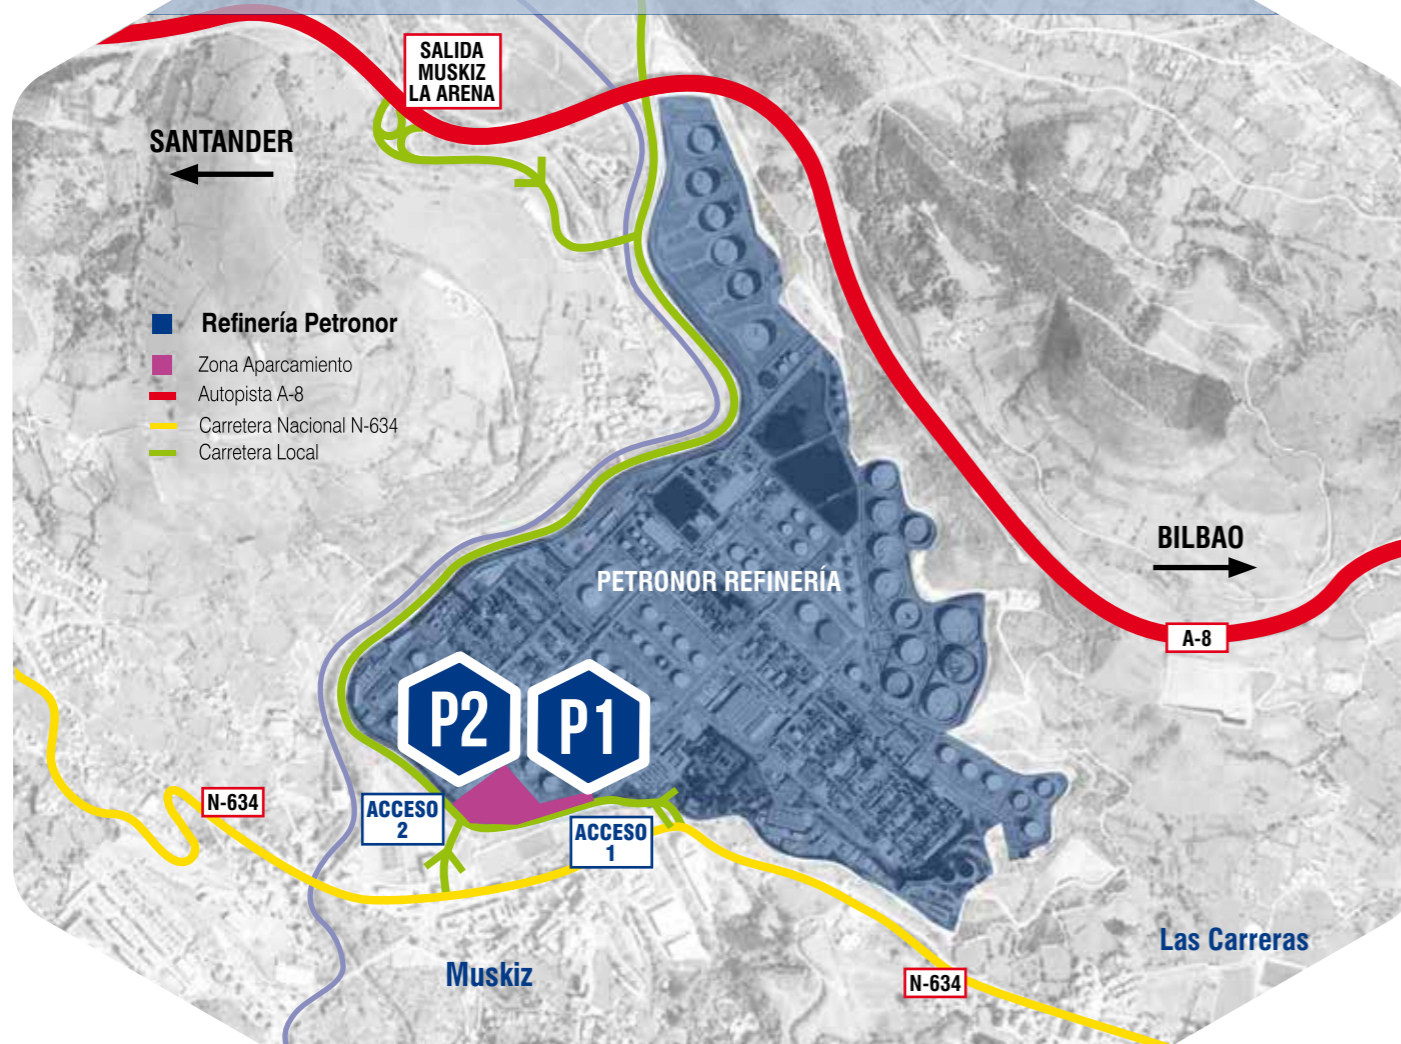 SALIDA
MUSKIZ
LA ARENA
SANTANDER
Refinería Petronor
Zona Aparcamiento
Autopista A-8
Carretera Nacional N-634
Carretera Local
BILBAO
PETRONOR REFINERÍA
A-8
P2
P1
N-634
ACCESO
2
ACCESO
1
Las Carreras
Muskiz
N-634